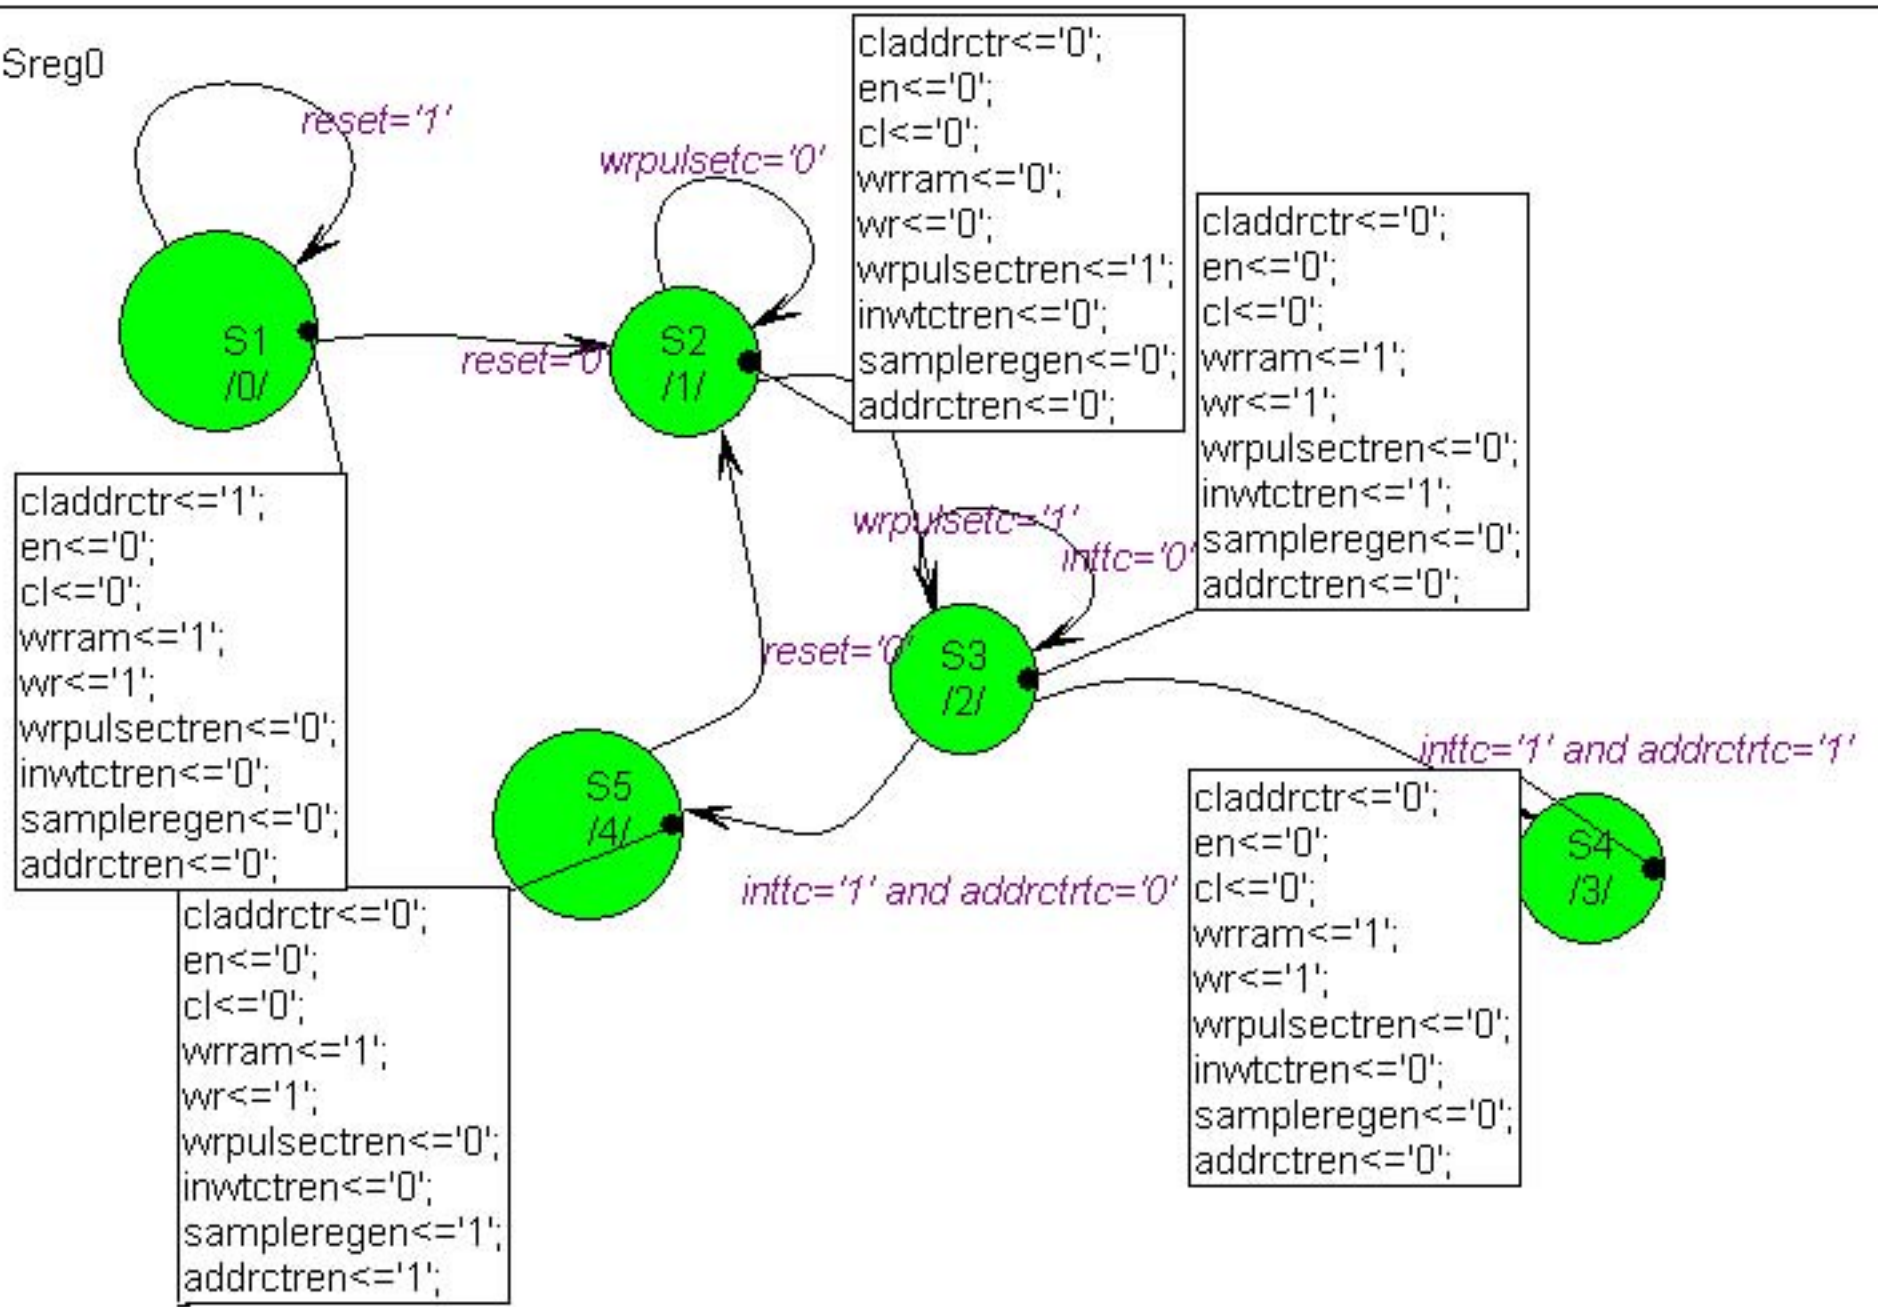 Sreg0
reset='1'
wrpulsetc='0'
claddrctr<='0';
en<='0';
cl<='0';
wrram<='0';
wr<='0';
wrpulsectren<='1';
inwtctren<='0';
sampleregen<='0';
addrctren<='0';
claddrctr<='0';
en<='0';
cl<='0';
wrram<='1';
wr<='1';
wrpulsectren<='0';
inwtctren<='1';
sampleregen<='0';
addrctren<='0';
S1
/0/
reset='0'
S2
/1/
claddrctr<='1';
en<='0';
cl<='0';
wrram<='1';
wr<='1';
wrpulsectren<='0';
inwtctren<='0';
sampleregen<='0';
addrctren<='0';
wrpulsetc='1'
inttc='0'
reset='0'
S3
/2/
S5
/4/
inttc='1' and addrctrtc='1'
inttc='1' and addrctrtc='0'
claddrctr<='0';
en<='0';
cl<='0';
wrram<='1';
wr<='1';
wrpulsectren<='0';
inwtctren<='0';
sampleregen<='0';
addrctren<='0';
S4
/3/
claddrctr<='0';
en<='0';
cl<='0';
wrram<='1';
wr<='1';
wrpulsectren<='0';
inwtctren<='0';
sampleregen<='1';
addrctren<='1';